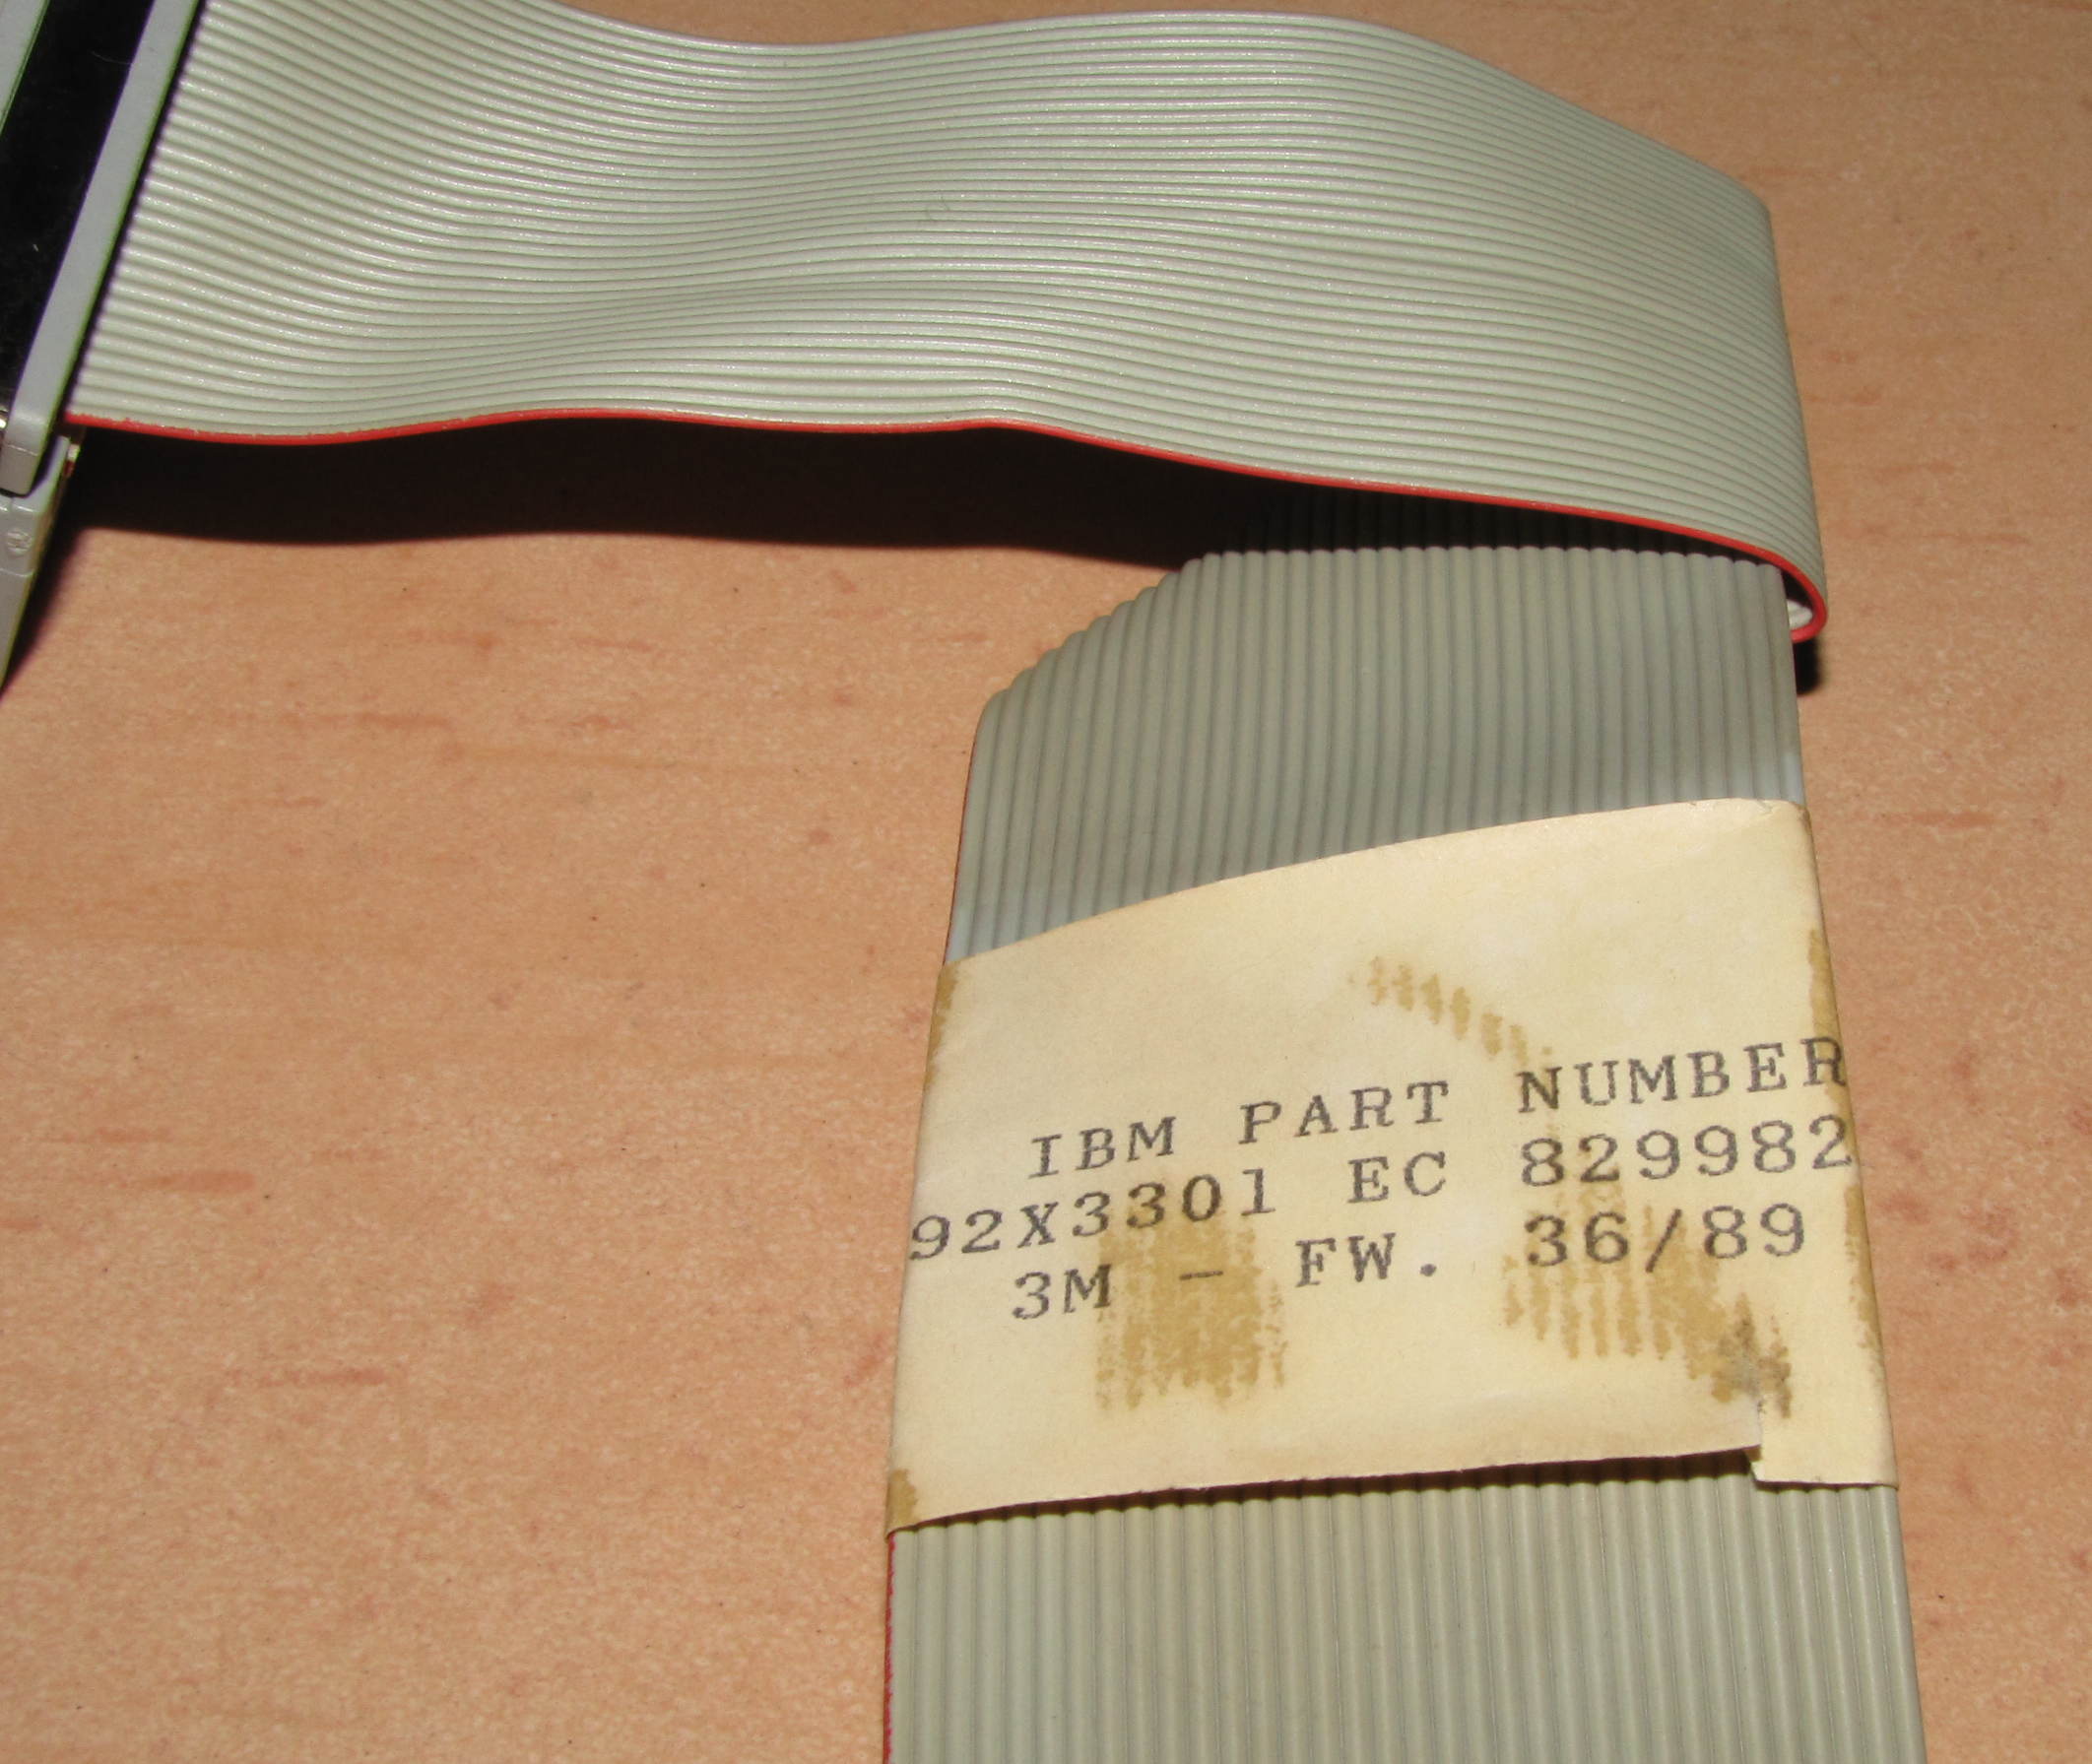 IBM PART NUMBER
92X3301 EC 829982
3M - FW. 36/89